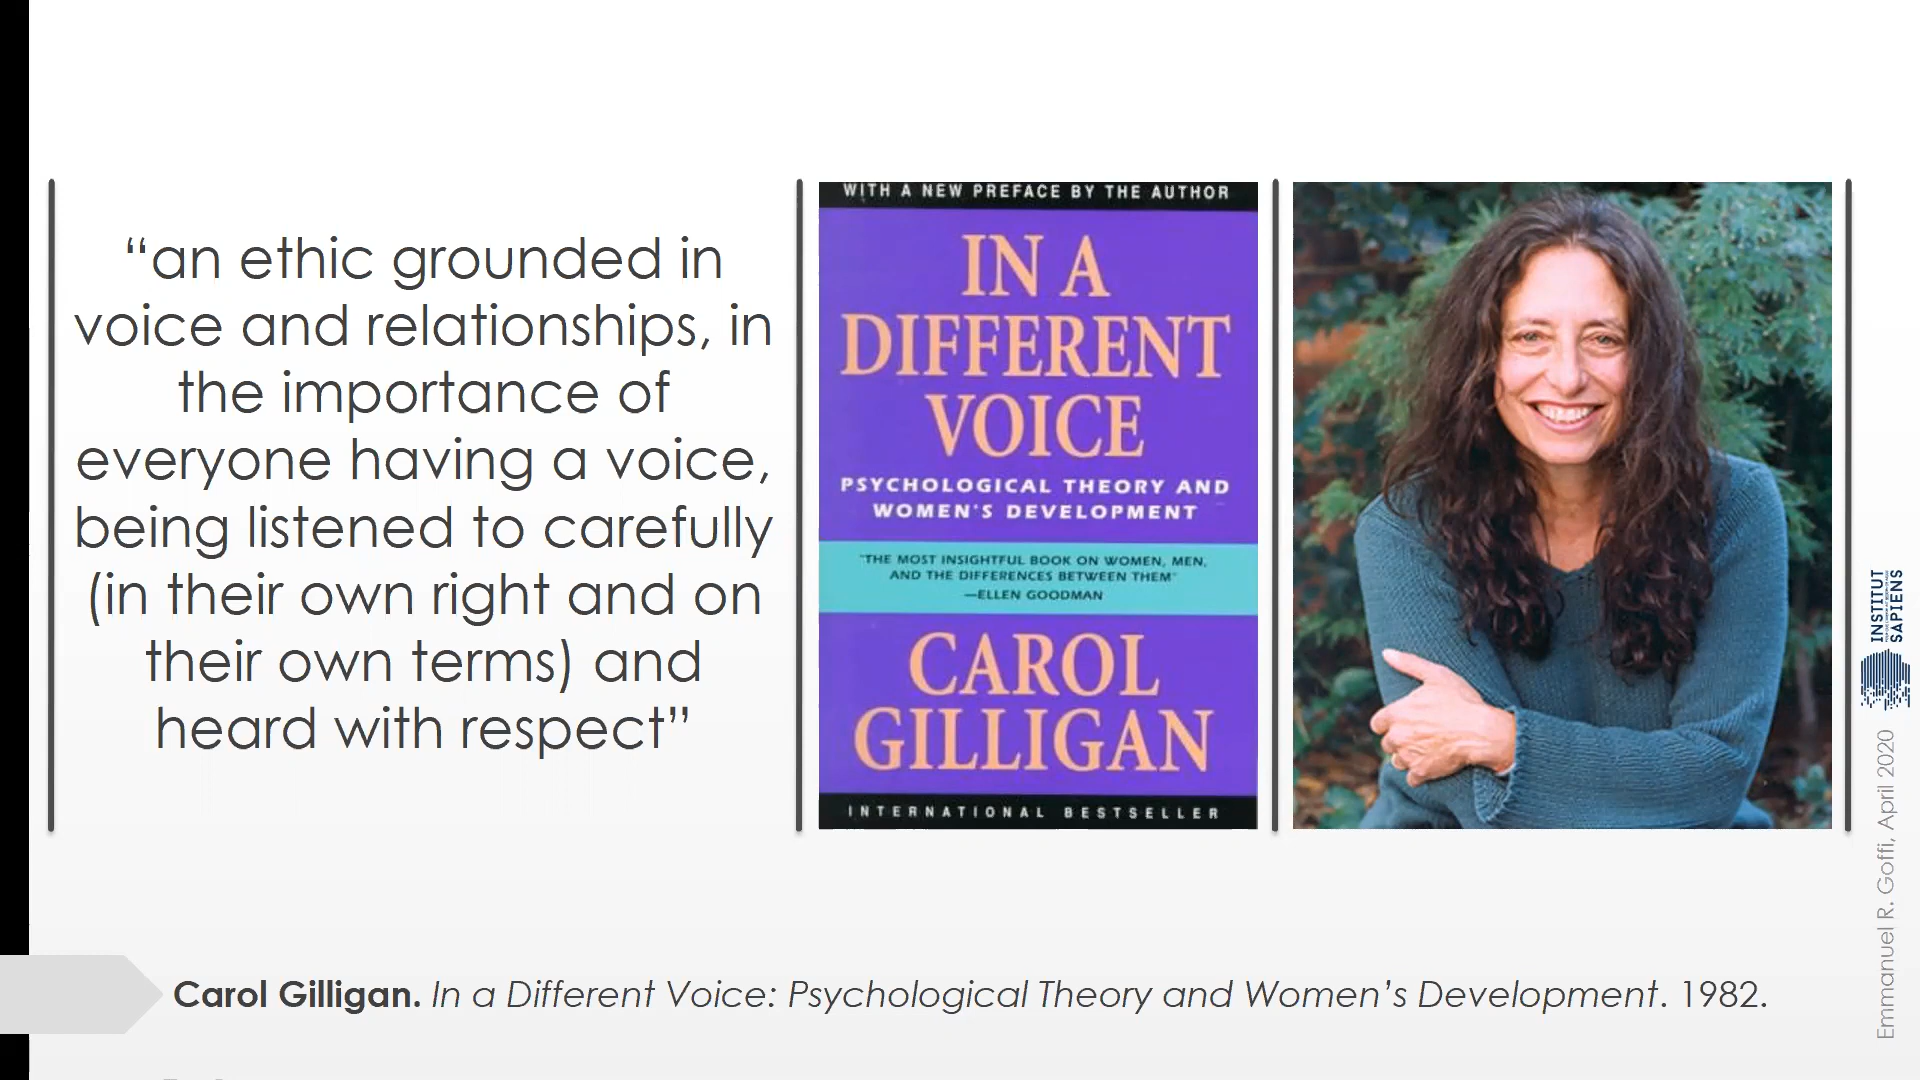 “an ethic grounded in
voice and relationships, in
the importance of
everyone having a voice,
being listened to carefully
(in their own right and on
their own terms) and
heard with respect”
WITH A NEW PREFACE BY THE AUTHOR
IN A
DIFFERENT
VOICE
PSYCHOLOGICAL THEORY AND
WOMEN'S DEVELOPMENT
"THE MOST INSIGHTFUL BOOK ON WOMEN, MEN,
AND THE DIFFERENCES BETWEEN THEM"
—ELLEN GOODMAN
CAROL
GILLIGAN
INTERNATIONAL BESTSELLER
INSTITUT
SAPIENS
Emmanuel R. Goffi, April 2020
Carol Gilligan. In a Different Voice: Psychological Theory and Women’s Development. 1982.